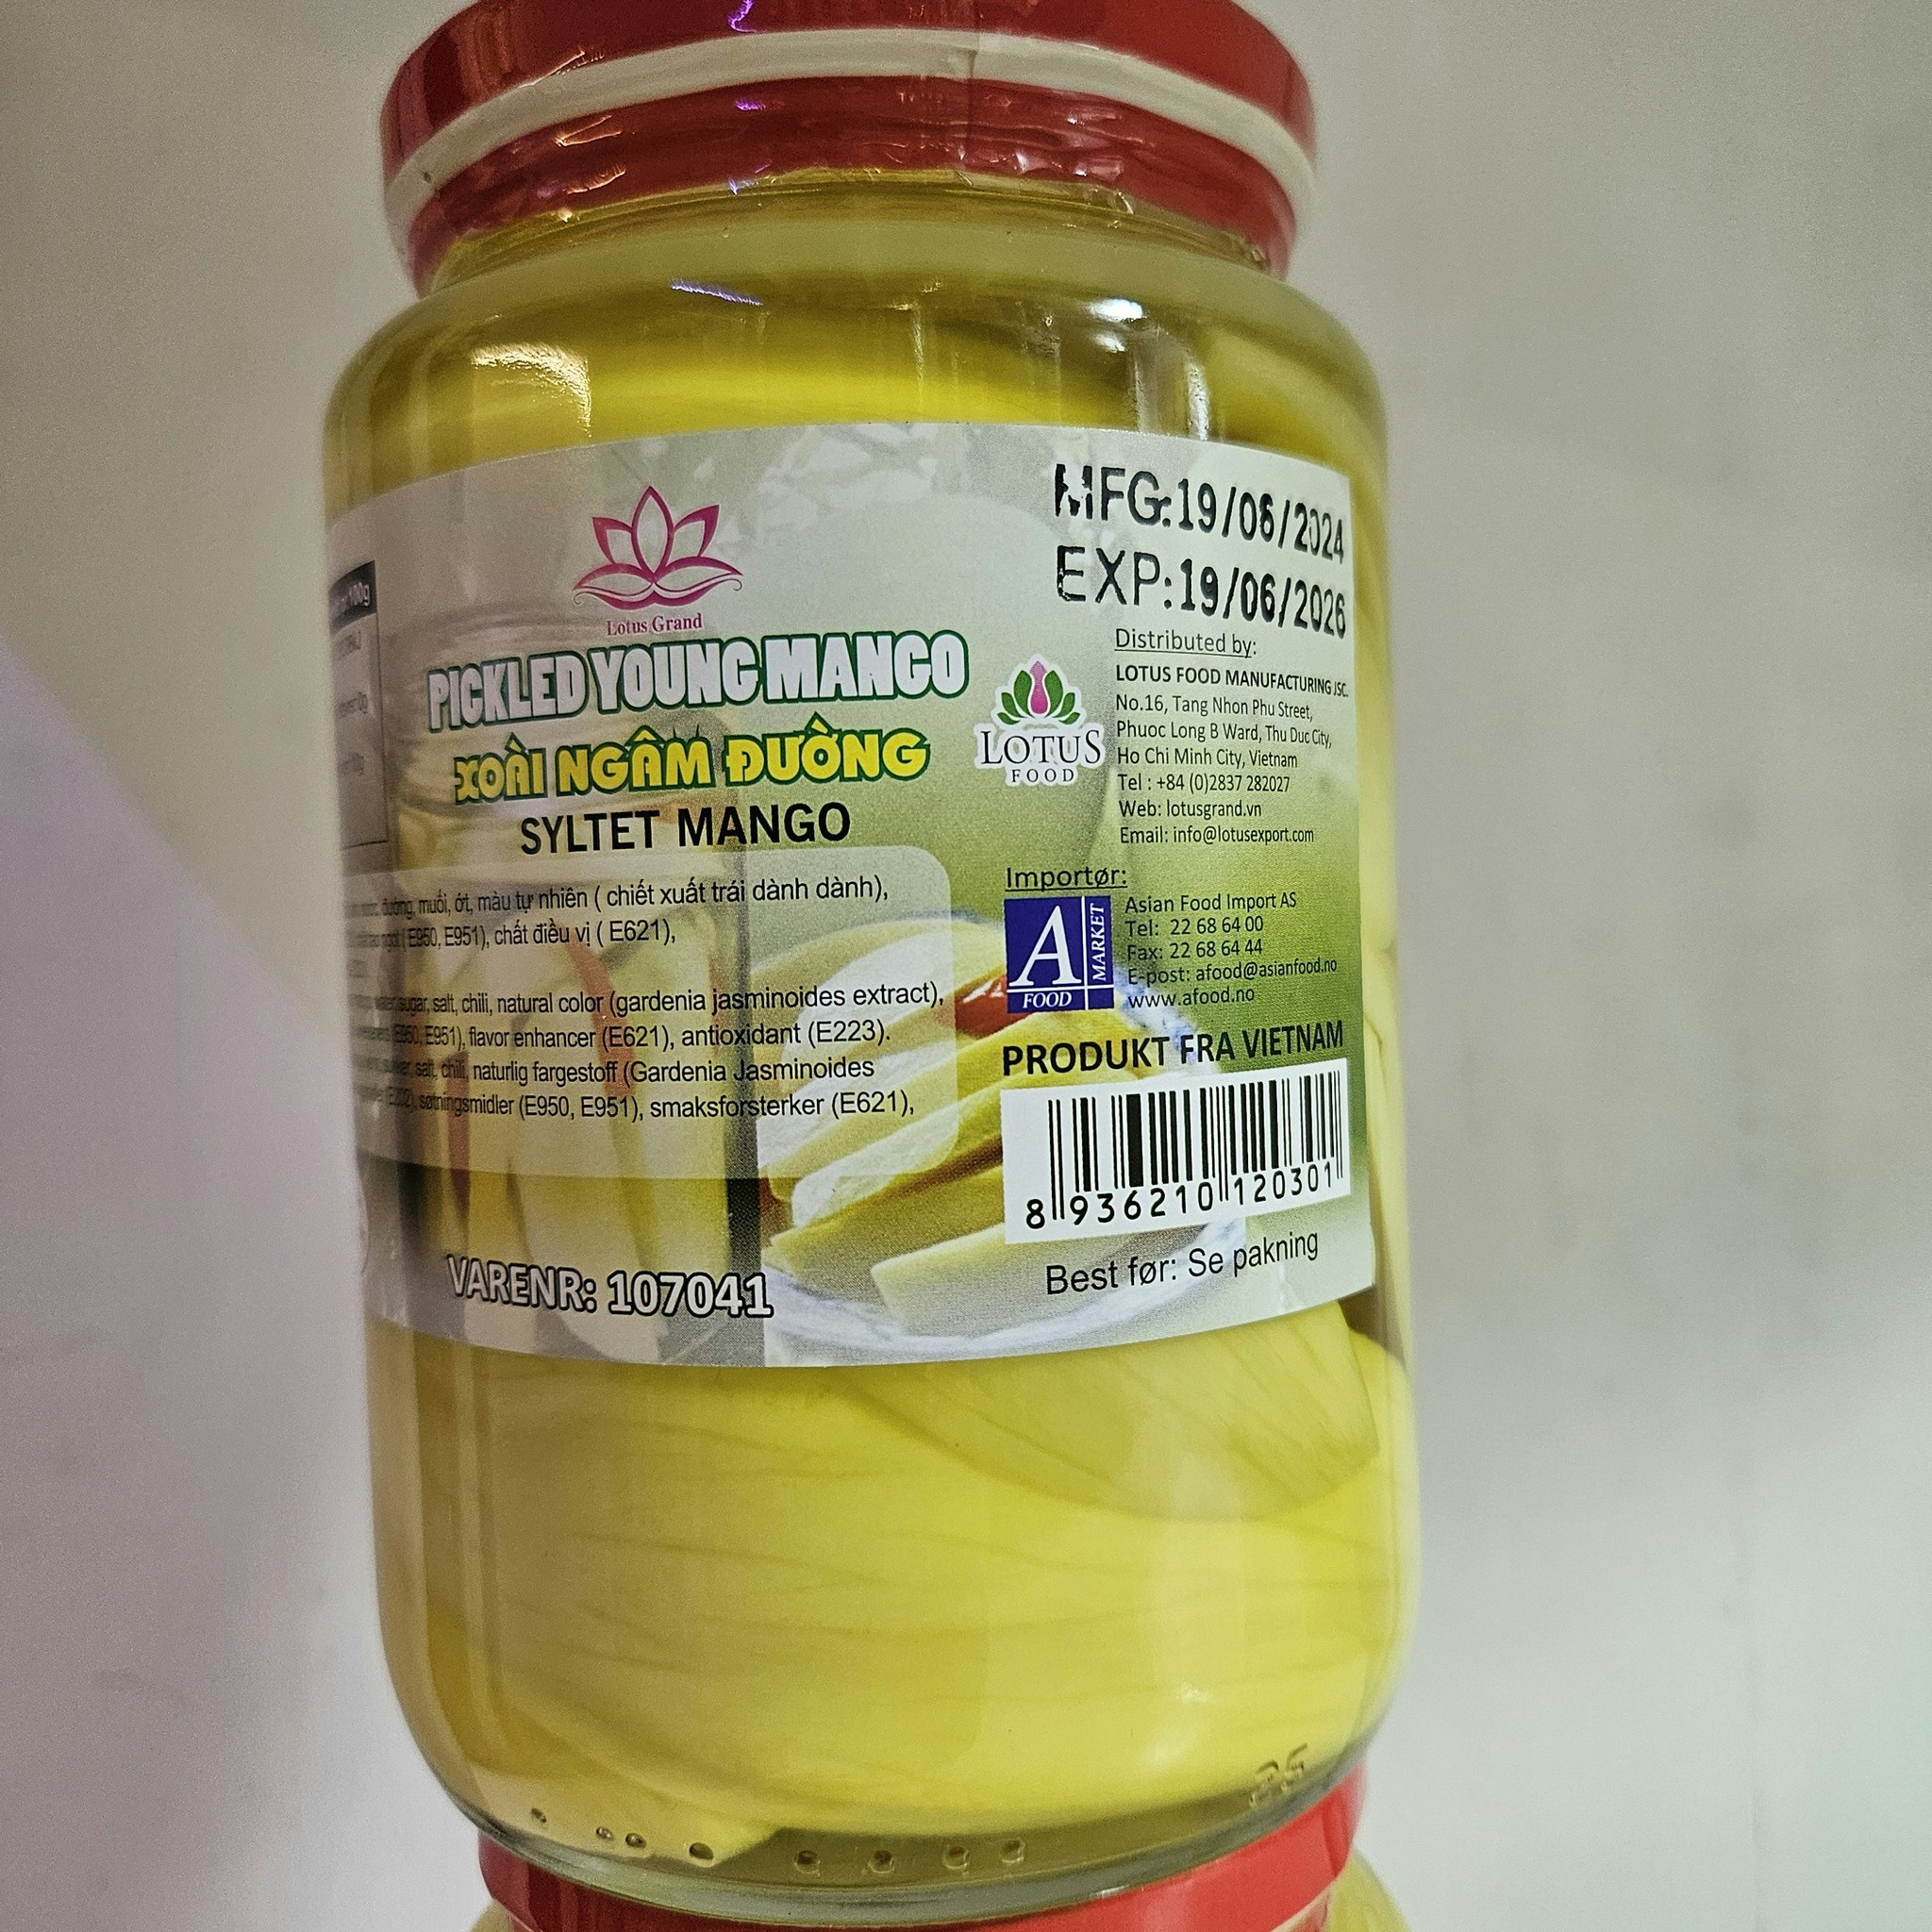 Lotus Grand
PICKLED YOUNG MANGO
XOÀI NGÂM ĐƯỜNG
SYLTET MANGO
đường, muối, ớt, màu tự nhiên ( chiết xuất trái dành dành),
( E950, E951), chất điều vị ( E621),
sugar, salt, chili, natural color (gardenia jasminoides extract),
(E950, E951), flavor enhancer (E621), antioxidant (E223).
salt, chili, naturlig fargestoff (Gardenia Jasminoides
søtningsmidler (E950, E951), smaksforsterker (E621),
VARENR: 107041
MFG:19/06/2024
EXP:19/06/2026
LOTUS
FOOD
Distributed by:
LOTUS FOOD MANUFACTURING JSC.
No.16, Tang Nhon Phu Street,
Phuoc Long B Ward, Thu Duc City,
Ho Chi Minh City, Vietnam
Tel : +84 (0)2837 282027
Web: lotusgrand.vn
Email: info@lotusexport.com
Importør:
A
MARKET
FOOD
Asian Food Import AS
Tel: 22 68 64 00
Fax: 22 68 64 44
E-post: afood@asianfood.no
www.afood.no
PRODUKT FRA VIETNAM
8 936210 120301
Best før: Se pakning